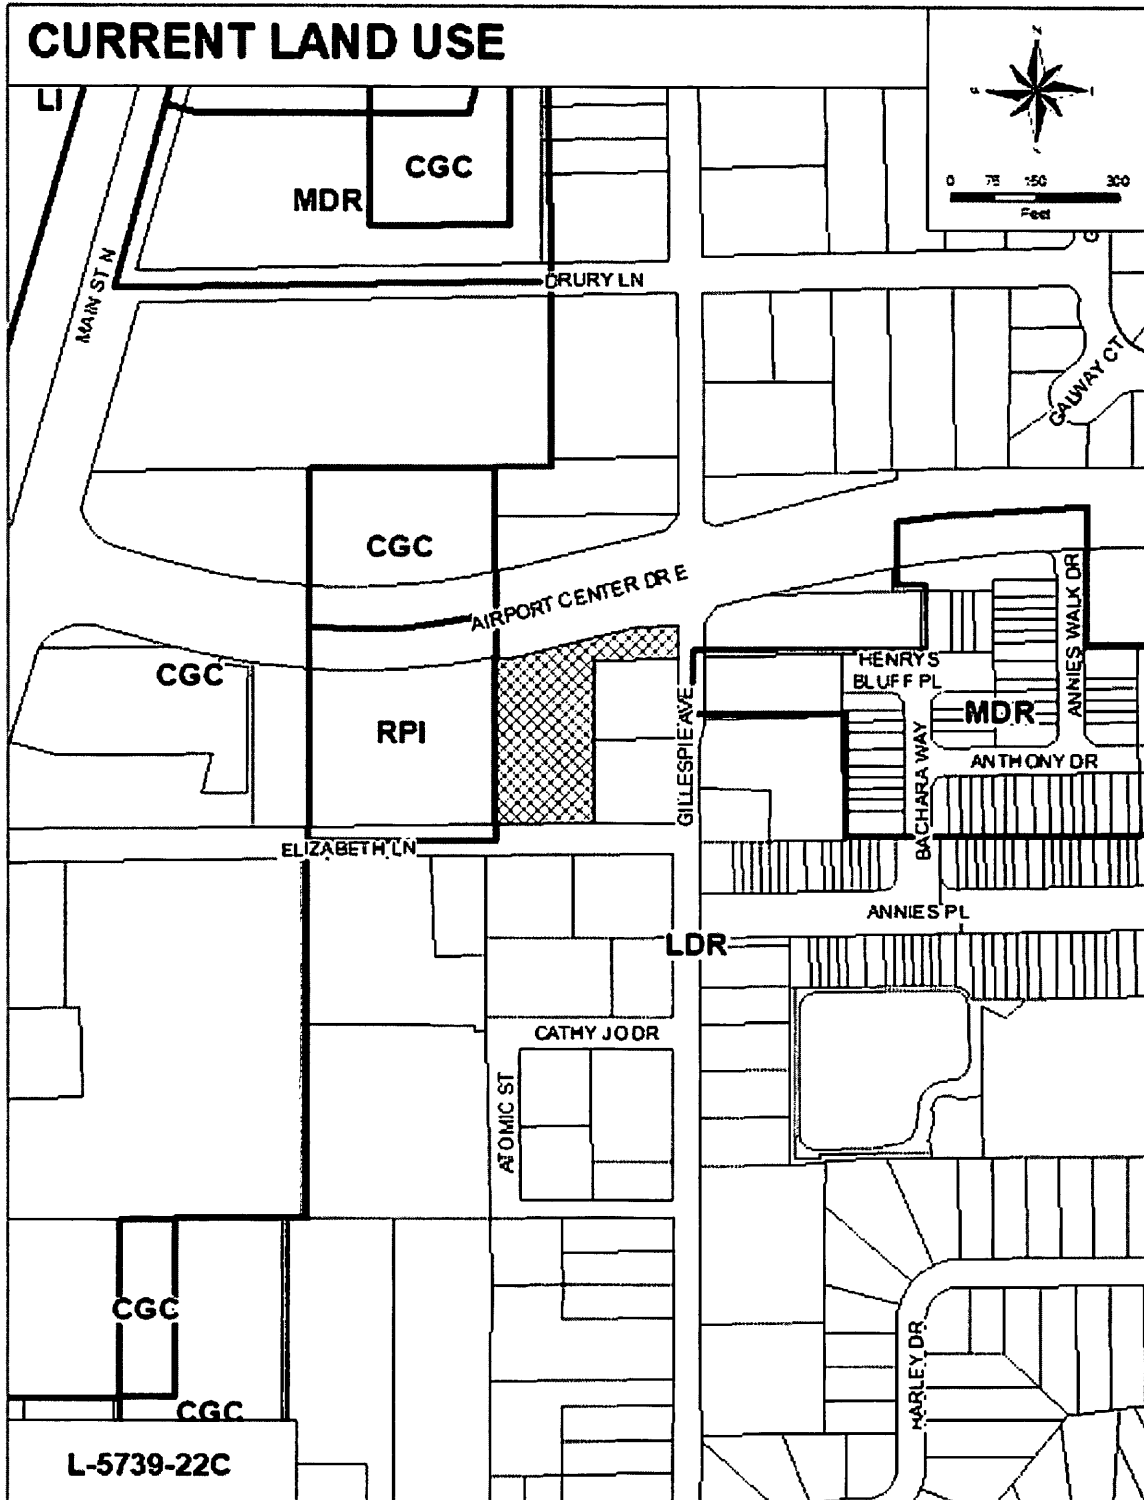 CURRENT LAND USE
LI
CGC
MDR
0 75 150 300
Feet
MAIN ST N
DRURY LN
GALWAY CT
CGC
AIRPORT CENTER DR E
CGC
RPI
GILLESPIE AVE
HENRYS
BLUFF PL
ANNIES WALK DR
MDR
BACHARA WAY
ANTHONY DR
ELIZABETH LN
ANNIES PL
LDR
CATHY JO DR
ATOMIC ST
CGC
HARLEY DR
CGC
L-5739-22C